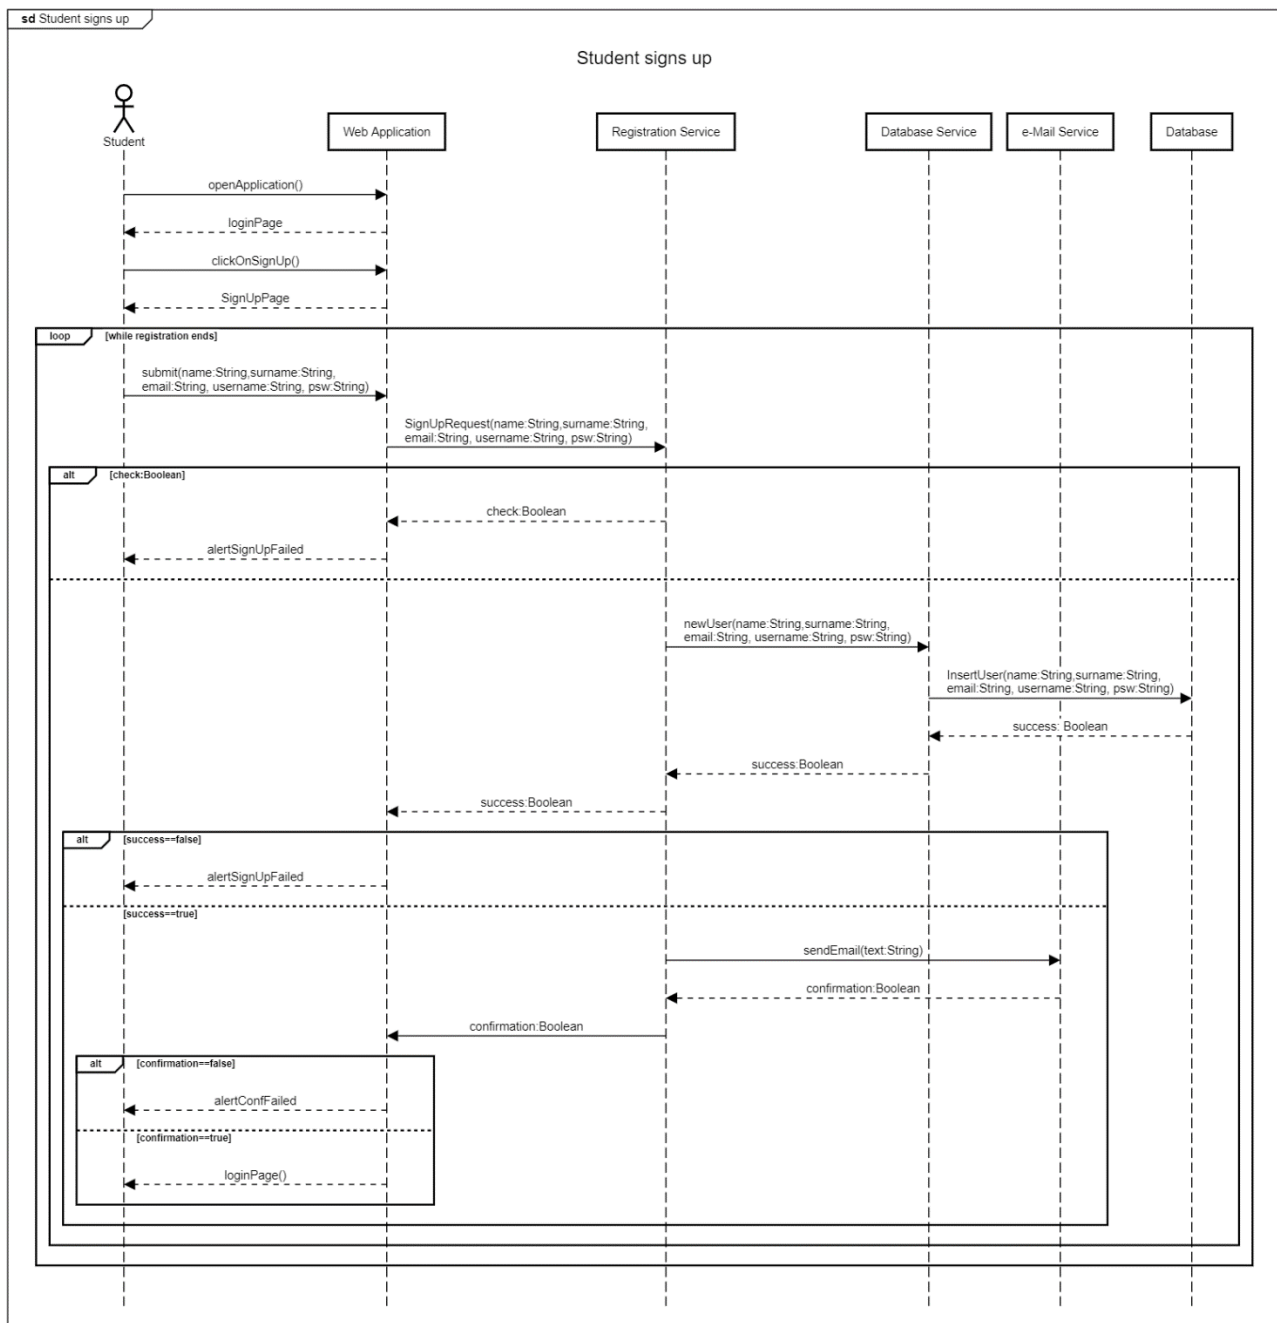 sd Student signs up
Student signs up
Student
Web Application
Registration Service
Database Service
e-Mail Service
Database
openApplication()
loginPage
clickOnSignUp()
SignUpPage
loop
[while registration ends]
submit(name:String,surname:String,
email:String, username:String, psw:String)
SignUpRequest(name:String,surname:String,
email:String, username:String, psw:String)
alt
[check:Boolean]
check:Boolean
alertSignUpFailed
newUser(name:String,surname:String,
email:String, username:String, psw:String)
InsertUser(name:String,surname:String,
email:String, username:String, psw:String)
success: Boolean
success:Boolean
success:Boolean
alt
[success==false]
alertSignUpFailed
[success==true]
sendEmail(text:String)
confirmation:Boolean
confirmation:Boolean
alt
[confirmation==false]
alertConfFailed
[confirmation==true]
loginPage()